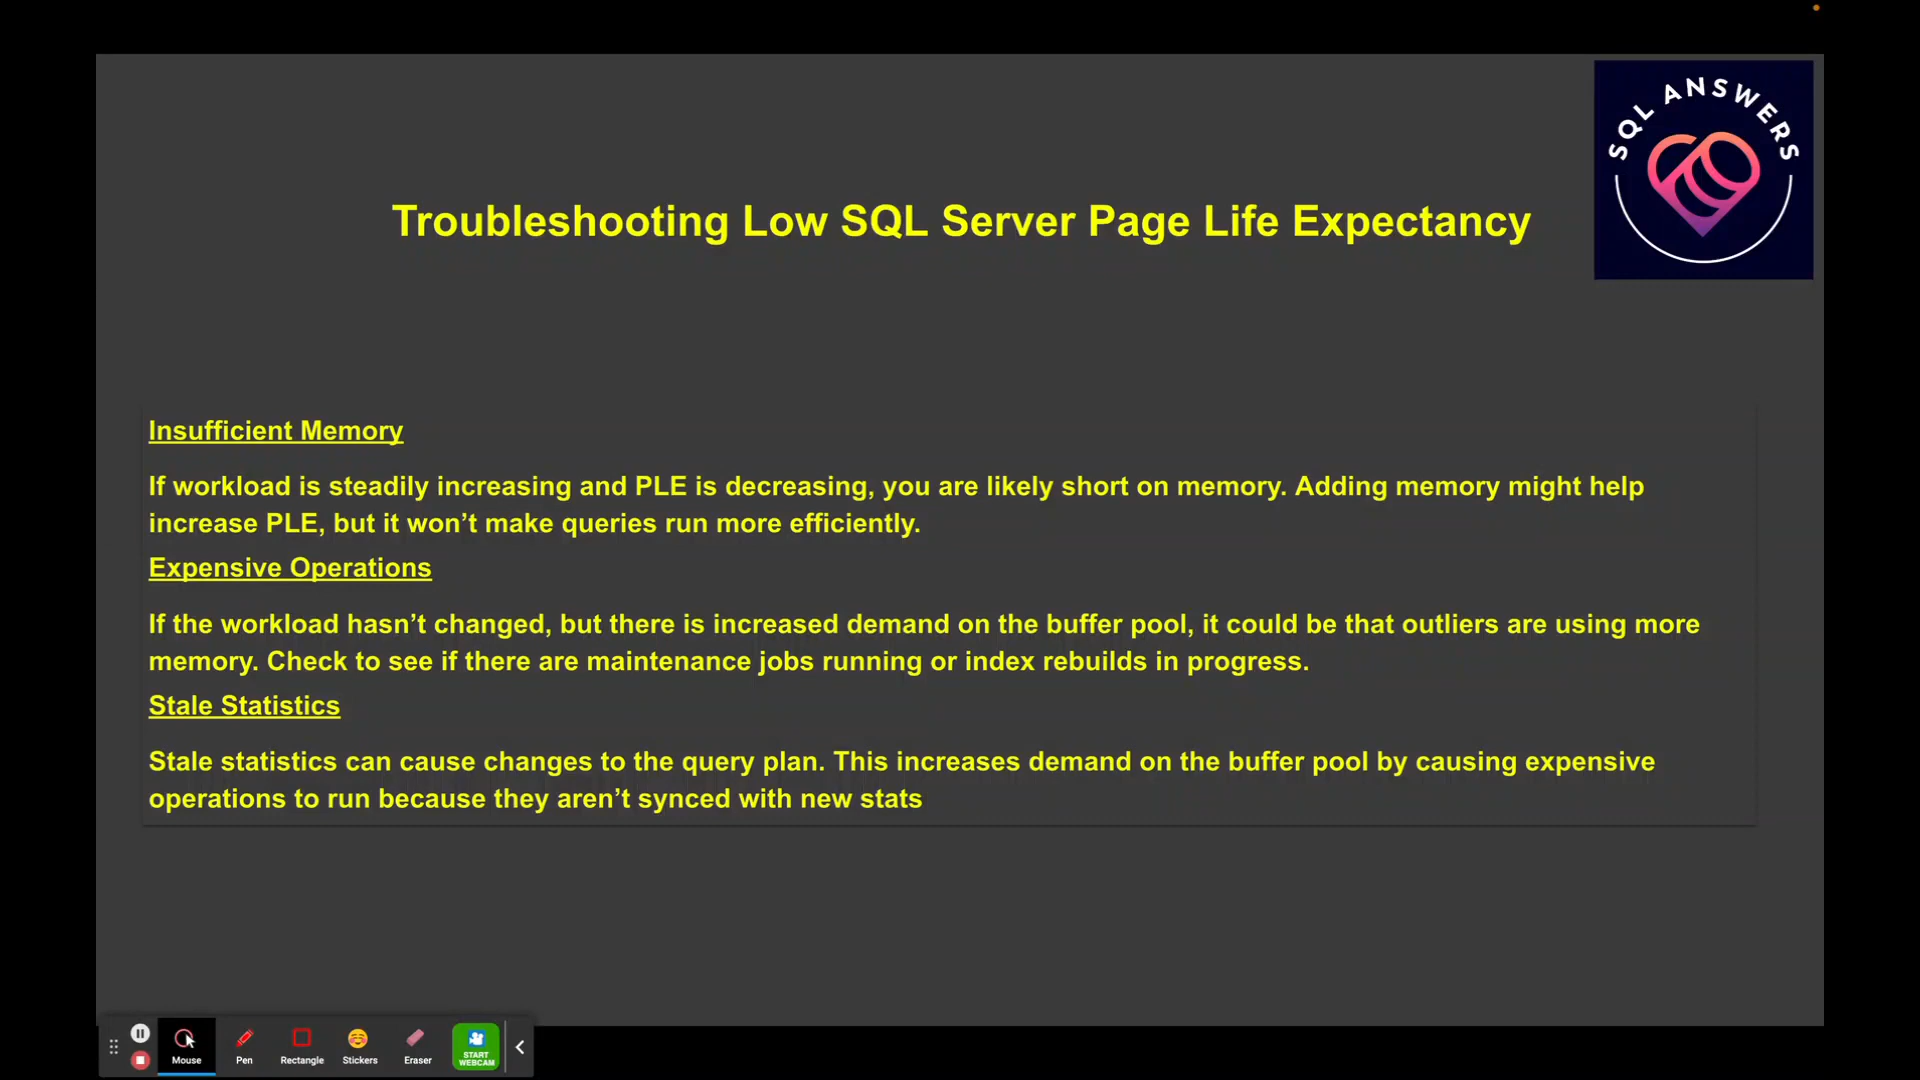 SQL ANSWERS
Troubleshooting Low SQL Server Page Life Expectancy
Insufficient Memory
If workload is steadily increasing and PLE is decreasing, you are likely short on memory. Adding memory might help
increase PLE, but it won’t make queries run more efficiently.
Expensive Operations
If the workload hasn’t changed, but there is increased demand on the buffer pool, it could be that outliers are using more
memory. Check to see if there are maintenance jobs running or index rebuilds in progress.
Stale Statistics
Stale statistics can cause changes to the query plan. This increases demand on the buffer pool by causing expensive
operations to run because they aren’t synced with new stats
Mouse
Pen
Rectangle
Stickers
Eraser
START
WEBCAM